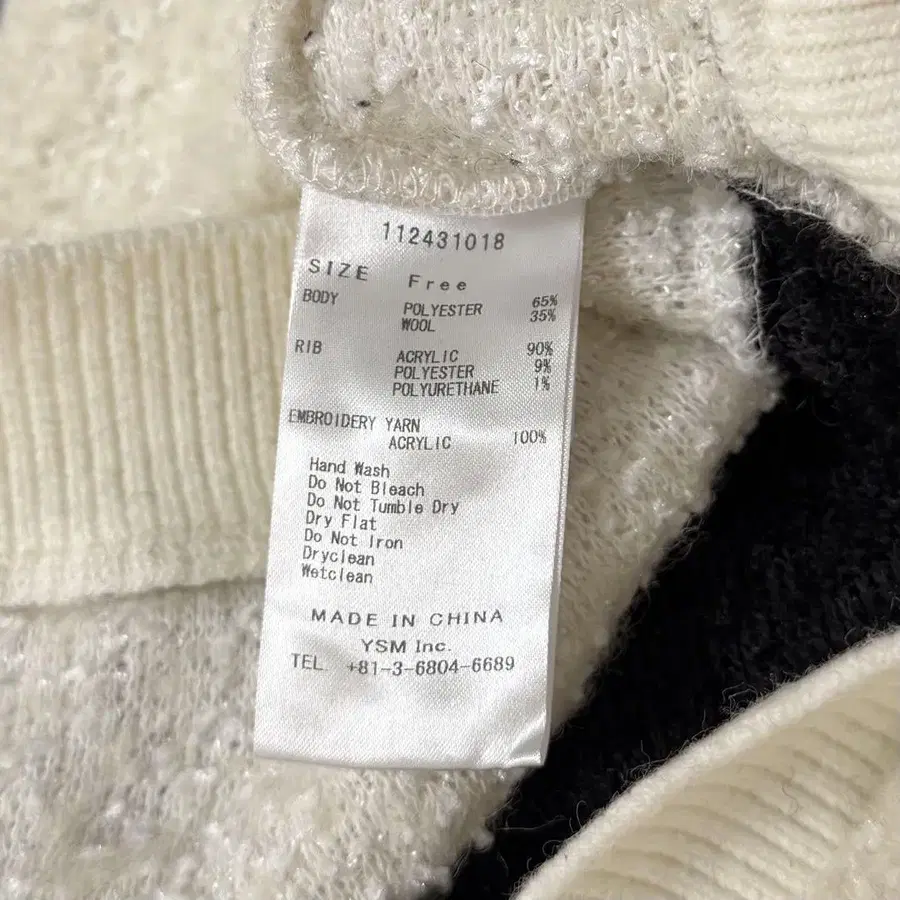 112431018
SIZE Free
BODY POLYESTER 65%
WOOL 35%
RIB ACRYLIC 90%
POLYESTER 9%
POLYURETHANE 1%
EMBROIDERY YARN
ACRYLIC 100%
Hand Wash
Do Not Bleach
Do Not Tumble Dry
Dry Flat
Do Not Iron
Dryclean
Wetclean
MADE IN CHINA
YSM Inc.
TEL +81-3-6804-6689